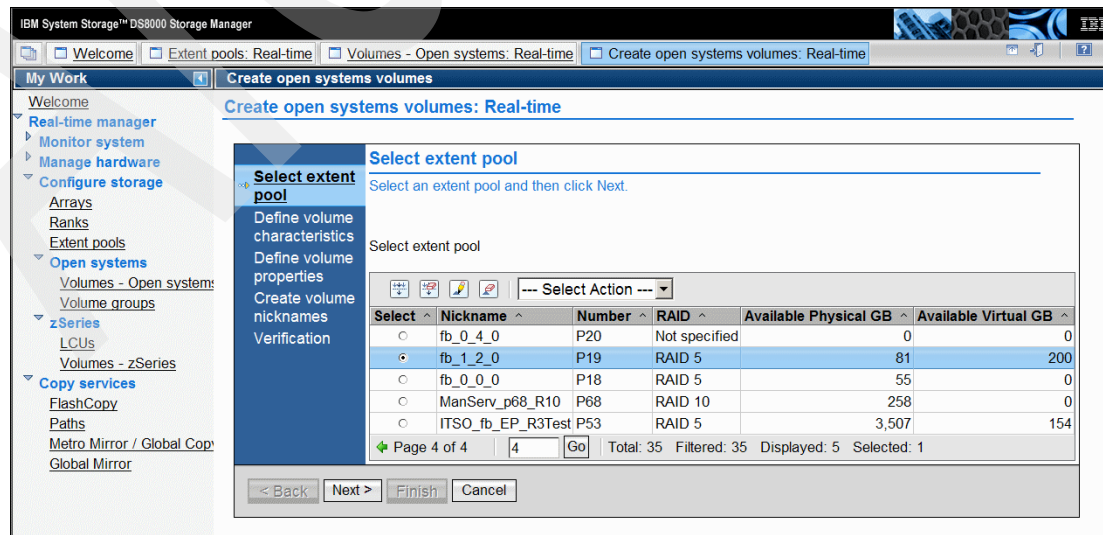 IBM System Storage™ DS8000 Storage Manager
Welcome Extent pools: Real-time Volumes - Open systems: Real-time Create open systems volumes: Real-time ?
My Work Create open systems volumes
Welcome
Real-time manager
Monitor system
Manage hardware
Configure storage
Arrays
Ranks
Extent pools
Open systems
Volumes - Open systems
Volume groups
zSeries
LCUs
Volumes - zSeries
Copy services
FlashCopy
Paths
Metro Mirror / Global Copy
Global Mirror
Create open systems volumes: Real-time
Select extent
pool
Define volume
characteristics
Define volume
properties
Create volume
nicknames
Verification
Select extent pool
Select an extent pool and then click Next.
Select extent pool
--- Select Action ---
Select Nickname Number RAID Available Physical GB Available Virtual GB
fb_0_4_0 P20 Not specified 0 0
fb_1_2_0 P19 RAID 5 81 200
fb_0_0_0 P18 RAID 5 55 0
ManServ_p68_R10 P68 RAID 10 258 0
ITSO_fb_EP_R3Test P53 RAID 5 3,507 154
Page 4 of 4 4 Go Total: 35 Filtered: 35 Displayed: 5 Selected: 1
< Back Next > Finish Cancel